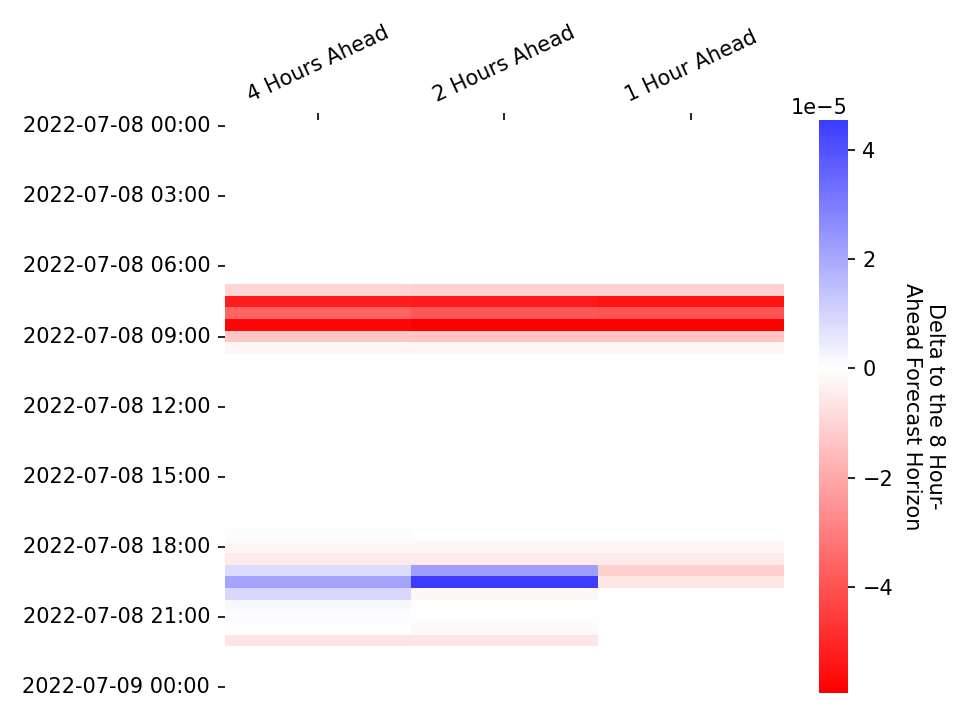 4 Hours Ahead
2 Hours Ahead
1 Hour Ahead
2022-07-08 00:00
2022-07-08 03:00
2022-07-08 06:00
2022-07-08 09:00
2022-07-08 12:00
2022-07-08 15:00
2022-07-08 18:00
2022-07-08 21:00
2022-07-09 00:00
1e−5
4
2
0
−2
−4
Delta to the 8 Hour-
Ahead Forecast Horizon